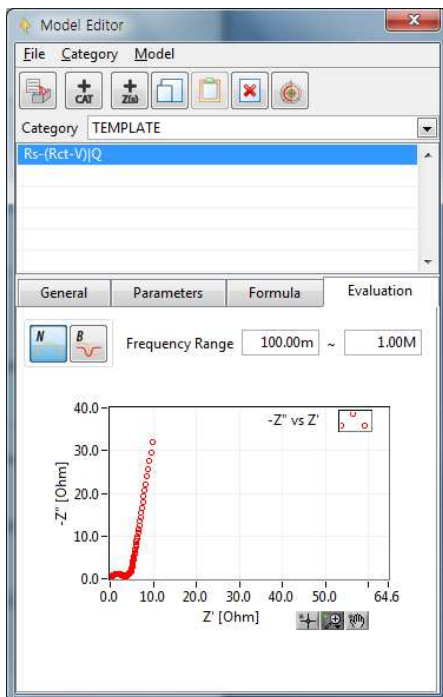 Model Editor
File Category Model
CAT Z(s)
Category TEMPLATE
Rs-(Rct-V)|Q
General Parameters Formula Evaluation
N B Frequency Range 100.00m ~ 1.00M
-Z" vs Z'
40.0
30.0
20.0
10.0
0.0
-Z" [Ohm]
0.0 10.0 20.0 30.0 40.0 50.0 64.6
Z' [Ohm]